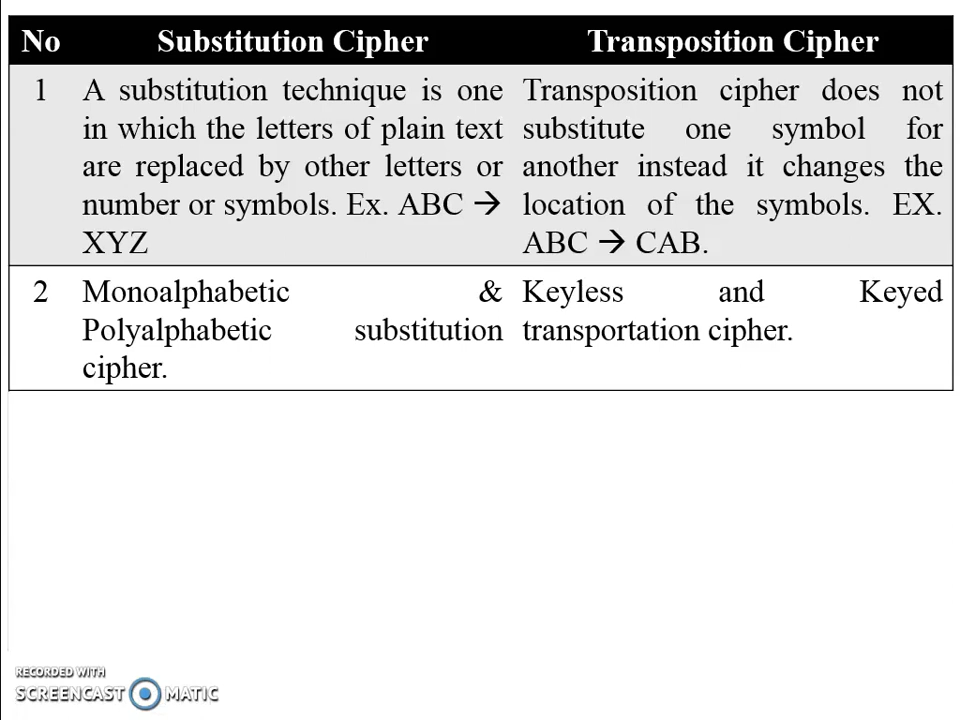 No Substitution Cipher Transposition Cipher
1 A substitution technique is one
in which the letters of plain text
are replaced by other letters or
number or symbols. Ex. ABC →
XYZ
Transposition cipher does not
substitute one symbol for
another instead it changes the
location of the symbols. EX.
ABC → CAB.
2 Monoalphabetic &
Polyalphabetic substitution
cipher.
Keyless and Keyed
transportation cipher.
RECORDED WITH
SCREENCAST MATIC